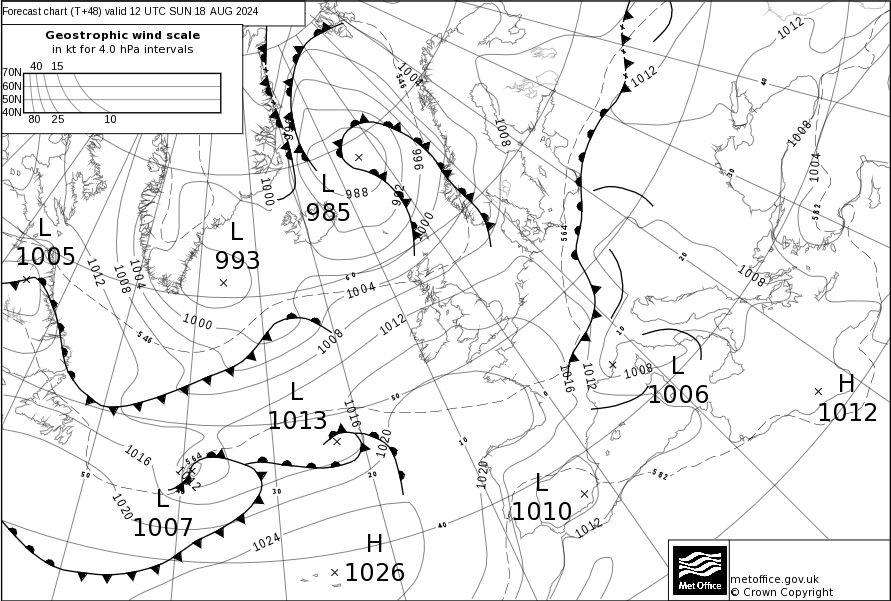 Forecast chart (T+48) valid 12 UTC SUN 18 AUG 2024
Geostrophic wind scale
in kt for 4.0 hPa intervals
40 15
70N
60N
50N
40N
80 25 10
1012
1004
546
1012
40
1008
996
1008
1004
996
50
1000
988
992
L
985
582
1000
L
1005
L
993
564
20
1012
1008
1004
60
1004
1008
1000
1012
546
1008
10
L
1006
1008
1016
1012
H
1012
L
1013
50
0
1016
1020
10
1016
564
1012
50
30
20
1020
582
L
1007
1020
40
L
1010
1012
1024
H
1026
Met Office
metoffice.gov.uk
© Crown Copyright